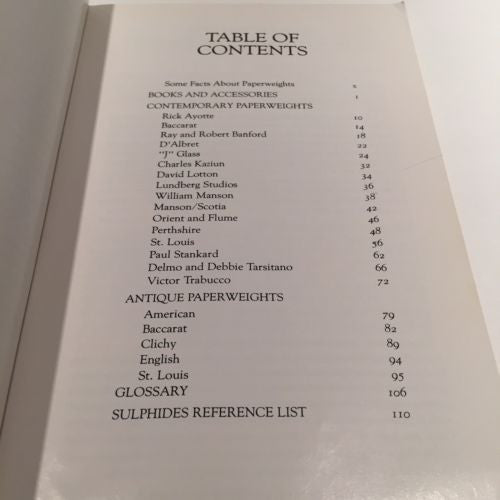 TABLE OF
CONTENTS
Some Facts About Paperweights x
BOOKS AND ACCESSORIES 1
CONTEMPORARY PAPERWEIGHTS
Rick Ayotte 10
Baccarat 14
Ray and Robert Banford 18
D'Albret 22
"J" Glass 24
Charles Kaziun 32
David Lotton 34
Lundberg Studios 36
William Manson 38
Manson/Scotia 42
Orient and Flume 46
Perthshire 48
St. Louis 56
Paul Stankard 62
Delmo and Debbie Tarsitano 66
Victor Trabucco 72
ANTIQUE PAPERWEIGHTS
American 79
Baccarat 82
Clichy 89
English 94
St. Louis 95
GLOSSARY 106
SULPHIDES REFERENCE LIST 110